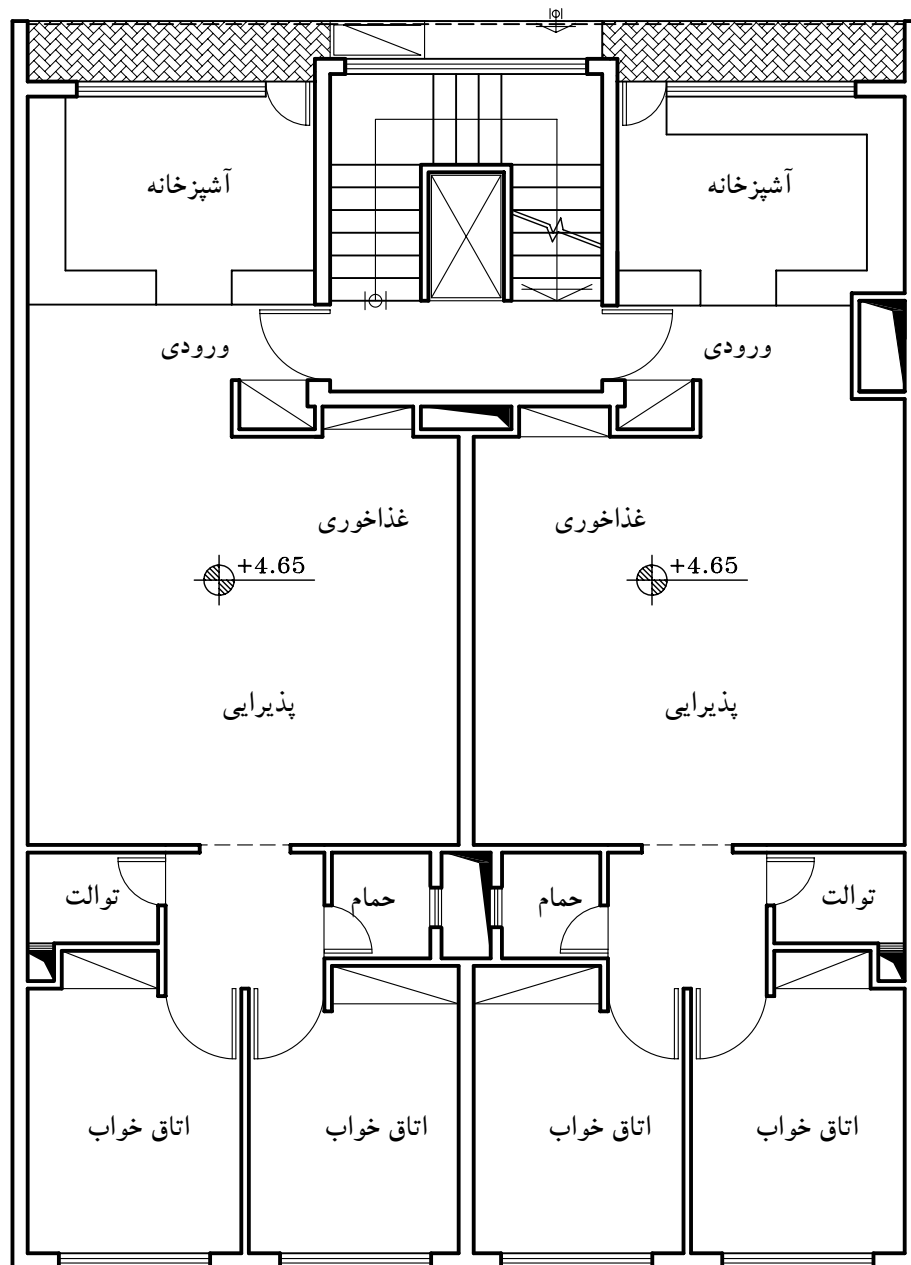 آشپزخانه
آشپزخانه
ورودی
ورودی
غذاخوری
غذاخوری
+4.65
+4.65
پذیرایی
پذیرایی
توالت
حمام
حمام
توالت
اتاق خواب
اتاق خواب
اتاق خواب
اتاق خواب